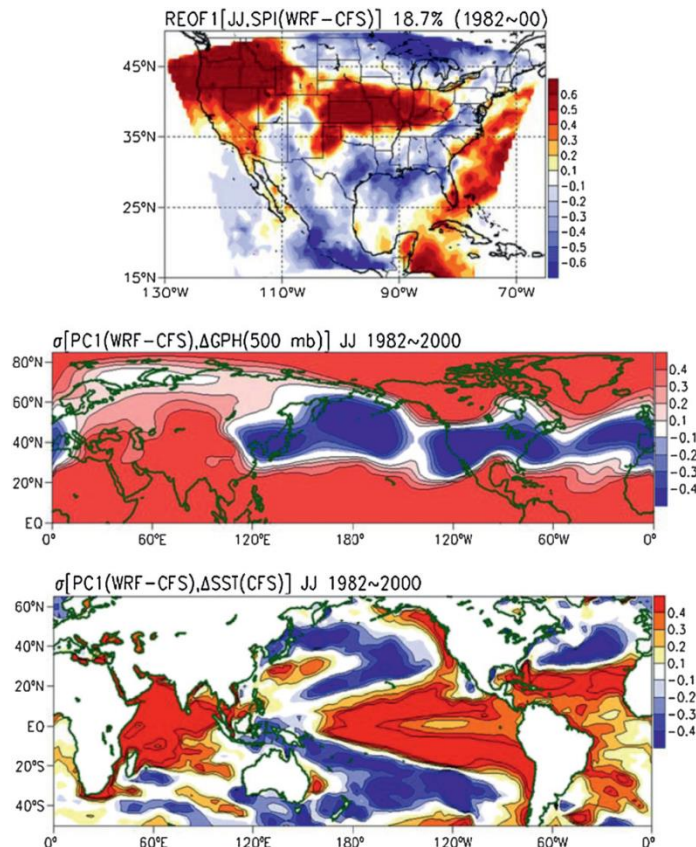 REOF1[JJ,SPI(WRF-CFS)] 18.7% (1982~00)
45°N
35°N
25°N
15°N
130°W 110°W 90°W 70°W
0.6
0.5
0.4
0.3
0.2
0.1
-0.1
-0.2
-0.3
-0.4
-0.5
-0.6
σ[PC1(WRF-CFS),ΔGPH(500 mb)] JJ 1982~2000
80°N
60°N
40°N
20°N
EQ
0° 60°E 120°E 180° 120°W 60°W 0°
0.4
0.3
0.2
0.1
-0.1
-0.2
-0.3
-0.4
σ[PC1(WRF-CFS),ΔSST(CFS)] JJ 1982~2000
60°N
40°N
20°N
EQ
20°S
40°S
0° 60°E 120°E 180° 120°W 60°W 0°
0.4
0.3
0.2
0.1
-0.1
-0.2
-0.3
-0.4